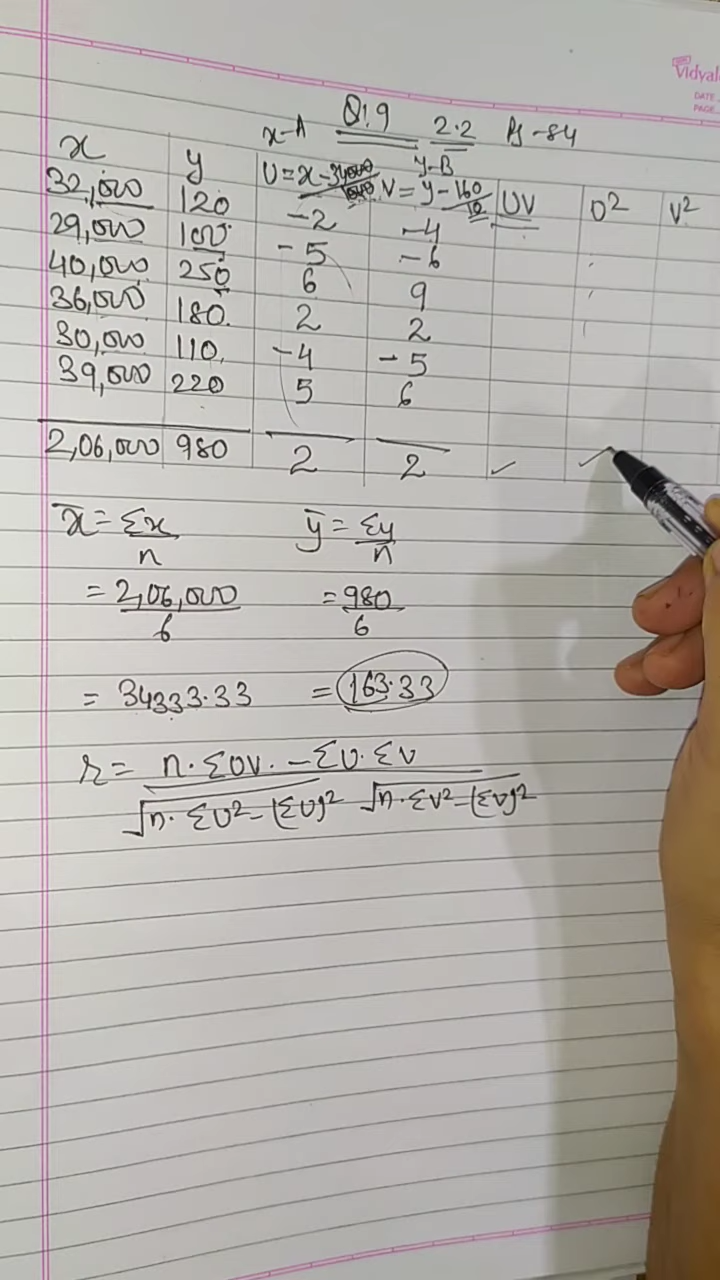 Vidyal
DATE
PAGE
Q.9 2.2 Pg-84
x-A y-B
x y U = x-34000/1000 V = y-160/10 UV U² V²
32,000 120 -2 -4
29,000 100 -5 -6
40,000 250 6 9
36,000 180 2 2
30,000 110 -4 -5
39,000 220 5 6
2,06,000 980 2 2 ✓ ✓
x̄ = Σx/n ȳ = Σy/n
= 2,06,000/6 = 980/6
= 34333.33 = 163.33
r = n·ΣUV - ΣU·ΣV / √n·ΣU²-(ΣU)² √n·ΣV²-(ΣV)²